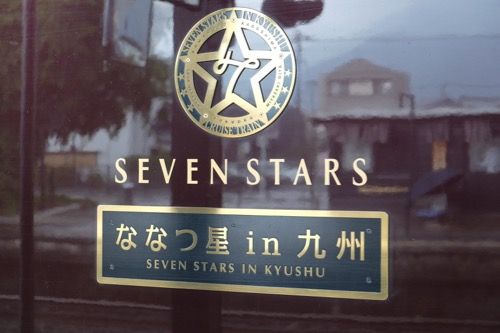 SEVEN STARS IN KYUSHU
7
CRUISE TRAIN
SEVEN STARS
ななつ星 in 九州
SEVEN STARS IN KYUSHU